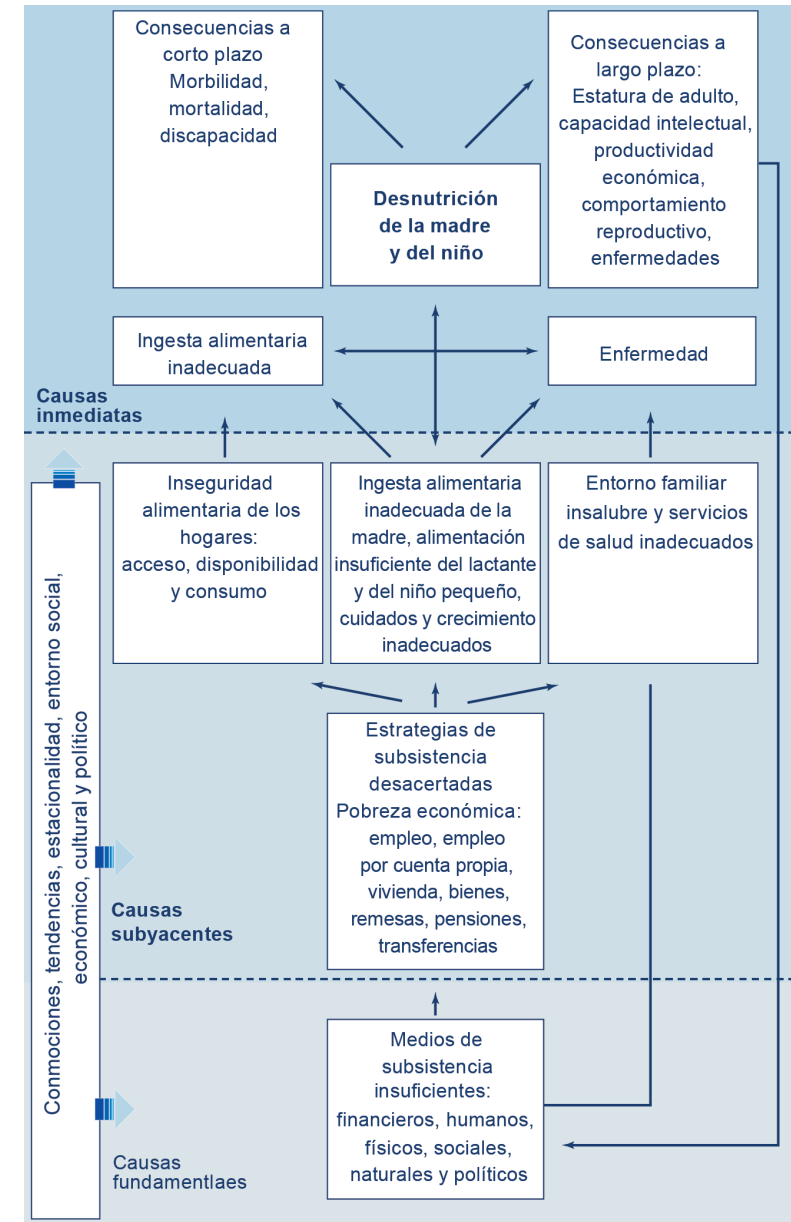 Consecuencias a
corto plazo
Morbilidad,
mortalidad,
discapacidad
Consecuencias a
largo plazo:
Estatura de adulto,
capacidad intelectual,
productividad
económica,
comportamiento
reproductivo,
enfermedades
Desnutrición
de la madre
y del niño
Ingesta alimentaria
inadecuada
Enfermedad
Causas
inmediatas
Inseguridad
alimentaria de los
hogares:
acceso, disponibilidad
y consumo
Ingesta alimentaria
inadecuada de la
madre, alimentación
insuficiente del lactante
y del niño pequeño,
cuidados y crecimiento
inadecuados
Entorno familiar
insalubre y servicios
de salud inadecuados
Conmociones, tendencias, estacionalidad, entorno social,
económico, cultural y político
Estrategias de
subsistencia
desacertadas
Pobreza económica:
empleo, empleo
por cuenta propia,
vivienda, bienes,
remesas, pensiones,
transferencias
Causas
subyacentes
Medios de
subsistencia
insuficientes:
financieros, humanos,
físicos, sociales,
naturales y políticos
Causas
fundamentlaes